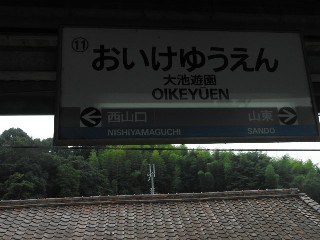 ⑪
おいけゆうえん
大池遊園
OIKEYŪEN
西山口 山東
NISHIYAMAGUCHI SANDŌ